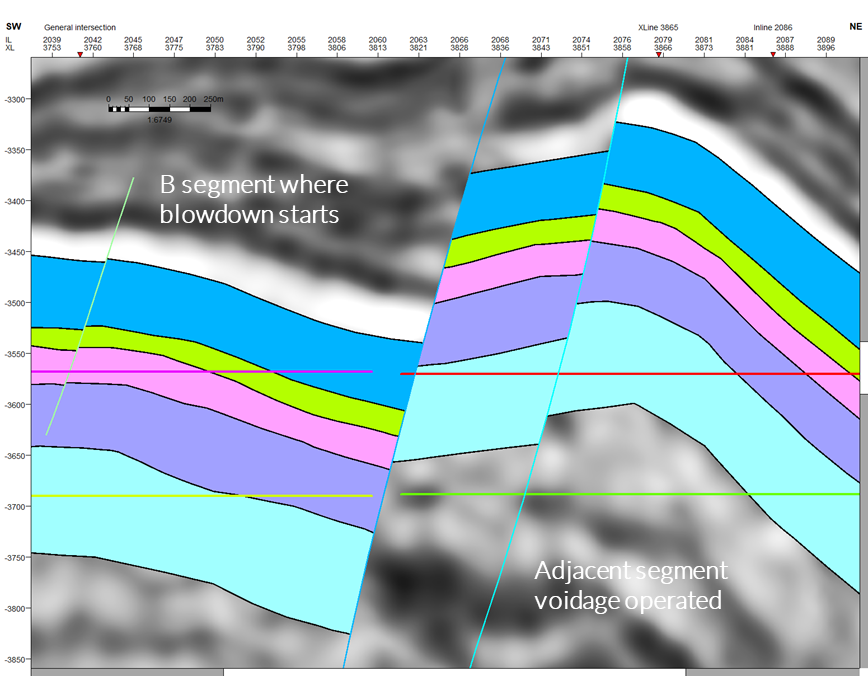 SW General intersection XLine 3865 Inline 2086 NE
IL 2039 2042 2045 2047 2050 2052 2055 2058 2060 2063 2066 2068 2071 2074 2076 2079 2081 2084 2087 2089
XL 3753 3760 3768 3775 3783 3790 3798 3806 3813 3821 3828 3836 3843 3851 3858 3866 3873 3881 3888 3896
0 50 100 150 200 250m
1:6749
-3300
-3350
-3400
-3450
-3500
-3550
-3600
-3650
-3700
-3750
-3800
-3850
B segment where
blowdown starts
Adjacent segment
voidage operated